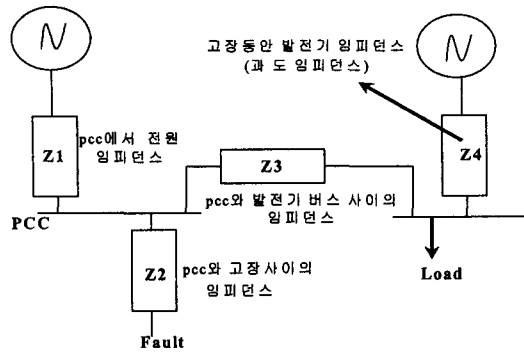 N
N
고장동안 발전기 임피던스
(과도 임피던스)
Z1
pcc에서 전원
임피던스
Z3
Z4
PCC
pcc와 발전기 버스 사이의
임피던스
Z2
pcc와 고장사이의
임피던스
Load
Fault